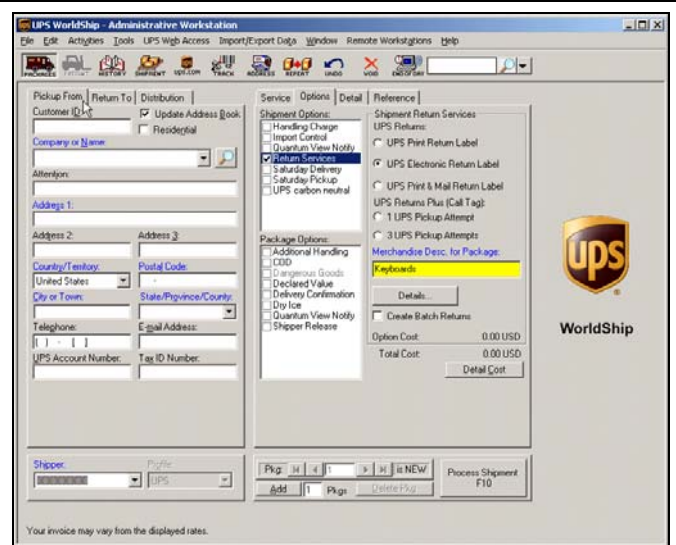 UPS WorldShip - Administrative Workstation
File Edit Activities Tools UPS Web Access Import/Export Data Window Remote Workstations Help
PACKAGES FREIGHT HISTORY SHIPMENT UPS.COM TRACK ADDRESS REPEAT UNDO VOID END OF DAY
Pickup From Return To Distribution
Customer ID:
Update Address Book
Residential
Company or Name:
Attention:
Address 1:
Address 2: Address 3:
Country/Territory: Postal Code:
United States -
City or Town: State/Province/County:
Telephone: E-mail Address:
( ) - [ ]
UPS Account Number: Tax ID Number:
Shipper: Profile:
UPS
Service Options Detail Reference
Shipment Options:
Handling Charge
Import Control
Quantum View Notify
Return Services
Saturday Delivery
Saturday Pickup
UPS carbon neutral
Package Options:
Additional Handling
COD
Dangerous Goods
Declared Value
Delivery Confirmation
Dry Ice
Quantum View Notify
Shipper Release
Shipment Return Services
UPS Returns:
UPS Print Return Label
UPS Electronic Return Label
UPS Print & Mail Return Label
UPS Returns Plus (Call Tag):
1 UPS Pickup Attempt
3 UPS Pickup Attempts
Merchandise Desc. for Package:
Keyboards
Details...
Create Batch Returns
Option Cost: 0.00 USD
Total Cost: 0.00 USD
Detail Cost
Pkg: 1 is NEW
Add 1 Pkgs Delete Pkg
Process Shipment
F10
ups
WorldShip
Your invoice may vary from the displayed rates.